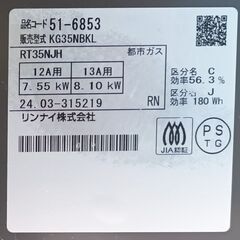 品名コード 51-6853
販売型式 KG35NBKL
RT35NJH 都市ガス
12A用 13A用
7.55 kW 8.10 kW
24.03-315219 RN
リンナイ株式会社
区分名 C
効率 56.3 %
区分名 J
効率 180 Wh
JIA認証
PS
TG